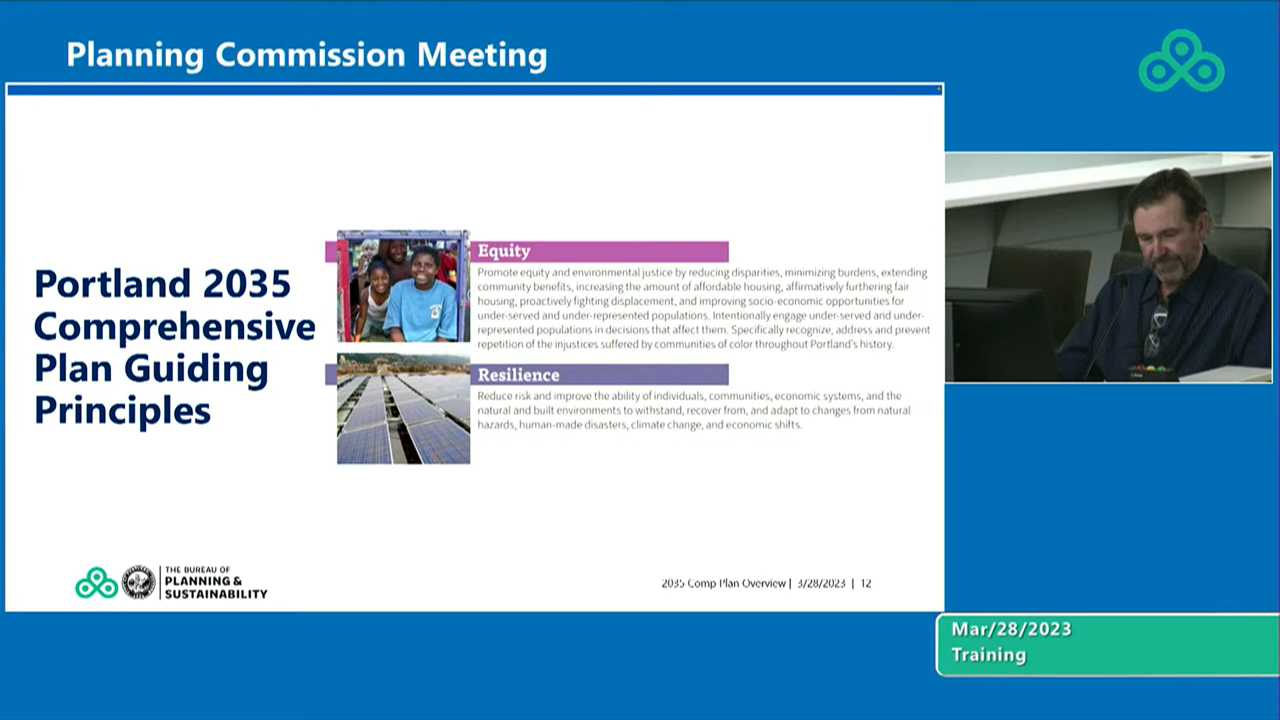 Planning Commission Meeting
Portland 2035
Comprehensive
Plan Guiding
Principles
Equity
Promote equity and environmental justice by reducing disparities, minimizing burdens, extending
community benefits, increasing the amount of affordable housing, affirmatively furthering fair
housing, proactively fighting displacement, and improving socio-economic opportunities for
under-served and under-represented populations. Intentionally engage under-served and under-
represented populations in decisions that affect them. Specifically recognize, address and prevent
repetition of the injustices suffered by communities of color throughout Portland's history.
Resilience
Reduce risk and improve the ability of individuals, communities, economic systems, and the
natural and built environments to withstand, recover from, and adapt to changes from natural
hazards, human-made disasters, climate change, and economic shifts.
THE BUREAU OF
PLANNING &
SUSTAINABILITY
2035 Comp Plan Overview | 3/28/2023 | 12
Mar/28/2023
Training